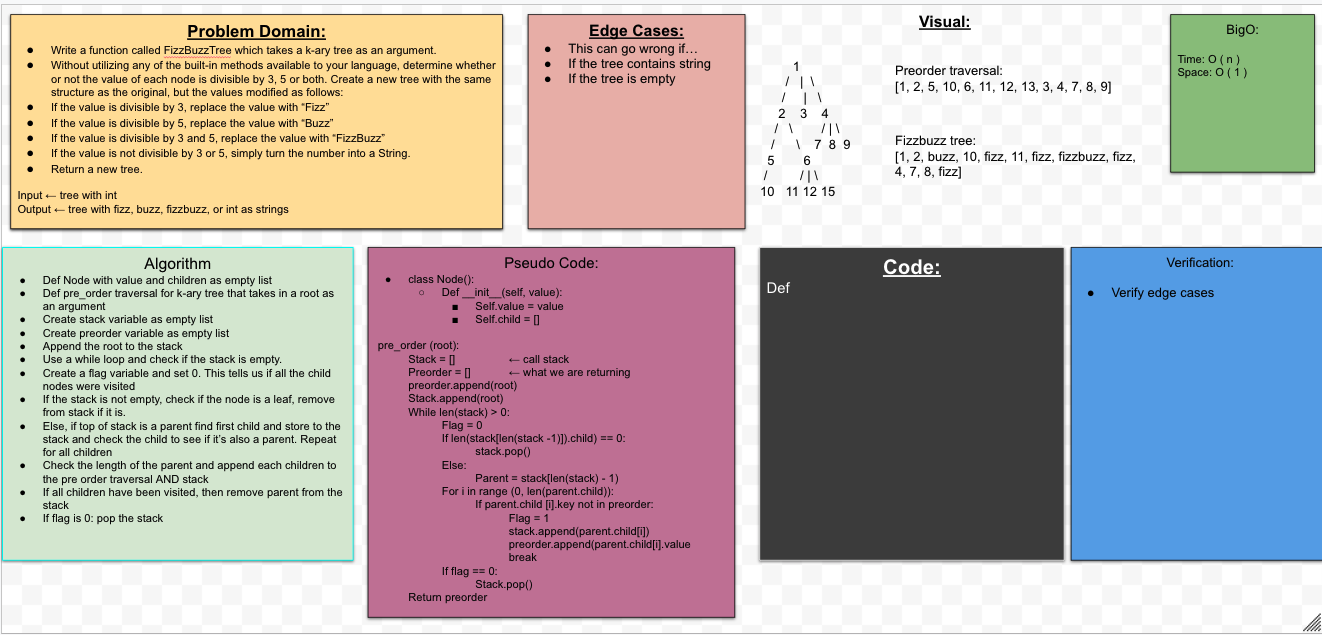 Problem Domain:
● Write a function called FizzBuzzTree which takes a k-ary tree as an argument.
● Without utilizing any of the built-in methods available to your language, determine whether
or not the value of each node is divisible by 3, 5 or both. Create a new tree with the same
structure as the original, but the values modified as follows:
● If the value is divisible by 3, replace the value with “Fizz”
● If the value is divisible by 5, replace the value with “Buzz”
● If the value is divisible by 3 and 5, replace the value with “FizzBuzz”
● If the value is not divisible by 3 or 5, simply turn the number into a String.
● Return a new tree.
Input ← tree with int
Output ← tree with fizz, buzz, fizzbuzz, or int as strings
Edge Cases:
● This can go wrong if…
● If the tree contains string
● If the tree is empty
Visual:
1
/ | \
/ | \
2 3 4
/ \ /|\
/ \ 7 8 9
5 6
/ /|\
10 11 12 15
Preorder traversal:
[1, 2, 5, 10, 6, 11, 12, 13, 3, 4, 7, 8, 9]
Fizzbuzz tree:
[1, 2, buzz, 10, fizz, 11, fizz, fizzbuzz, fizz,
4, 7, 8, fizz]
BigO:
Time: O ( n )
Space: O ( 1 )
Algorithm
● Def Node with value and children as empty list
● Def pre_order traversal for k-ary tree that takes in a root as
an argument
● Create stack variable as empty list
● Create preorder variable as empty list
● Append the root to the stack
● Use a while loop and check if the stack is empty.
● Create a flag variable and set 0. This tells us if all the child
nodes were visited
● If the stack is not empty, check if the node is a leaf, remove
from stack if it is.
● Else, if top of stack is a parent find first child and store to the
stack and check the child to see if it’s also a parent. Repeat
for all children
● Check the length of the parent and append each children to
the pre order traversal AND stack
● If all children have been visited, then remove parent from the
stack
● If flag is 0: pop the stack
Pseudo Code:
● class Node():
○ Def __init__(self, value):
■ Self.value = value
■ Self.child = []
pre_order (root):
Stack = [] ← call stack
Preorder = [] ← what we are returning
preorder.append(root)
Stack.append(root)
While len(stack) > 0:
Flag = 0
If len(stack[len(stack -1)]).child) == 0:
stack.pop()
Else:
Parent = stack[len(stack) - 1)
For i in range (0, len(parent.child)):
If parent.child [i].key not in preorder:
Flag = 1
stack.append(parent.child[i])
preorder.append(parent.child[i].value
break
If flag == 0:
Stack.pop()
Return preorder
Code:
Def
Verification:
● Verify edge cases